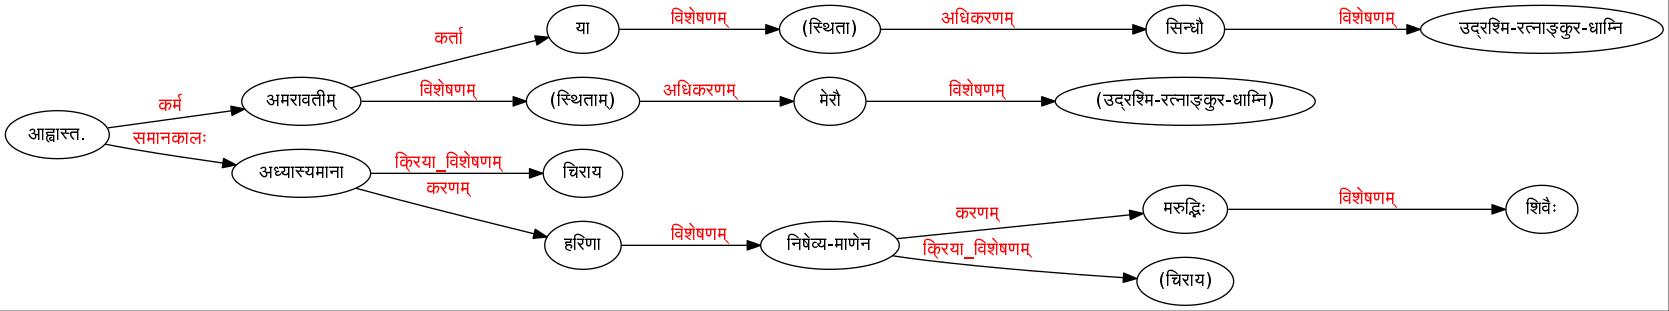 या विशेषणम् (स्थिता) अधिकरणम् सिन्धौ विशेषणम् उद्रश्मि-रत्नाङ्कुर-धाम्नि
कर्ता
कर्म अमरावतीम् विशेषणम् (स्थिताम्) अधिकरणम् मेरौ विशेषणम् (उद्रश्मि-रत्नाङ्कुर-धाम्नि)
आह्वास्त.
समानकालः
अध्यास्यमाना क्रिया_विशेषणम् चिराय
करणम्
हरिणा विशेषणम् निषेव्य-माणेन करणम् मरुद्भिः विशेषणम् शिवैः
क्रिया_विशेषणम्
(चिराय)